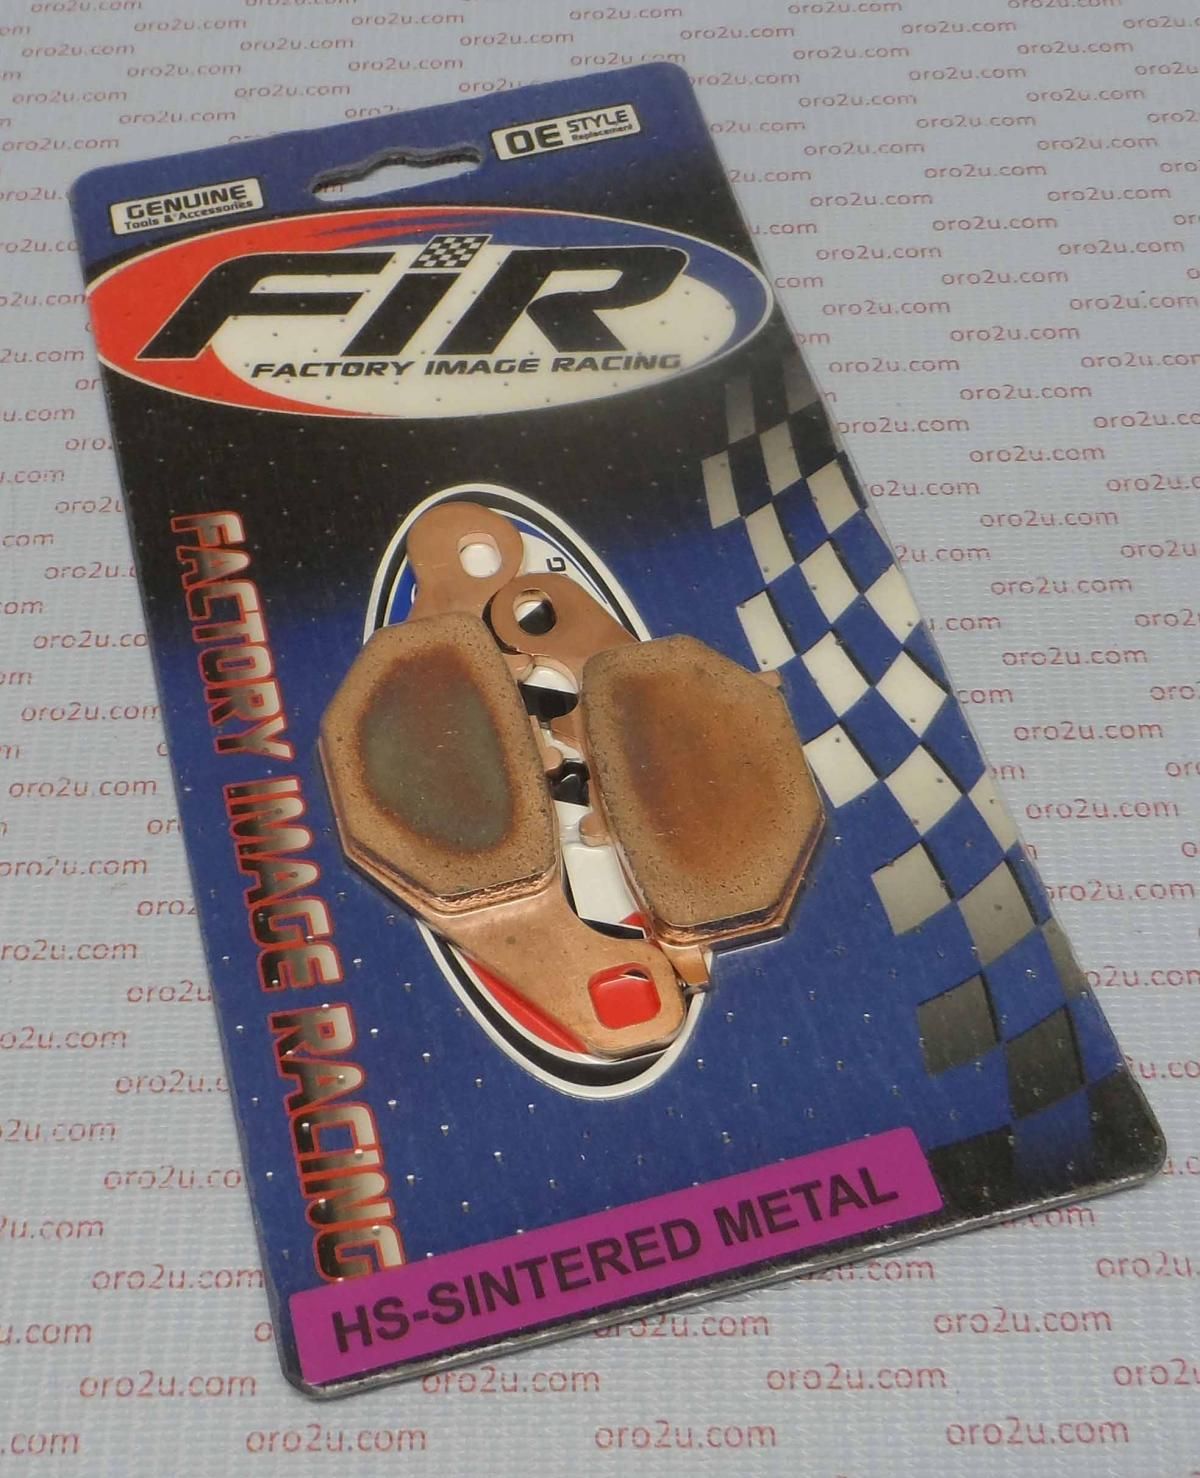 GENUINE
Tools & Accessories
OE STYLE
Replacement
FiR
FACTORY IMAGE RACING
FACTORY IMAGE RACING
HS-SINTERED METAL
oro2u.com